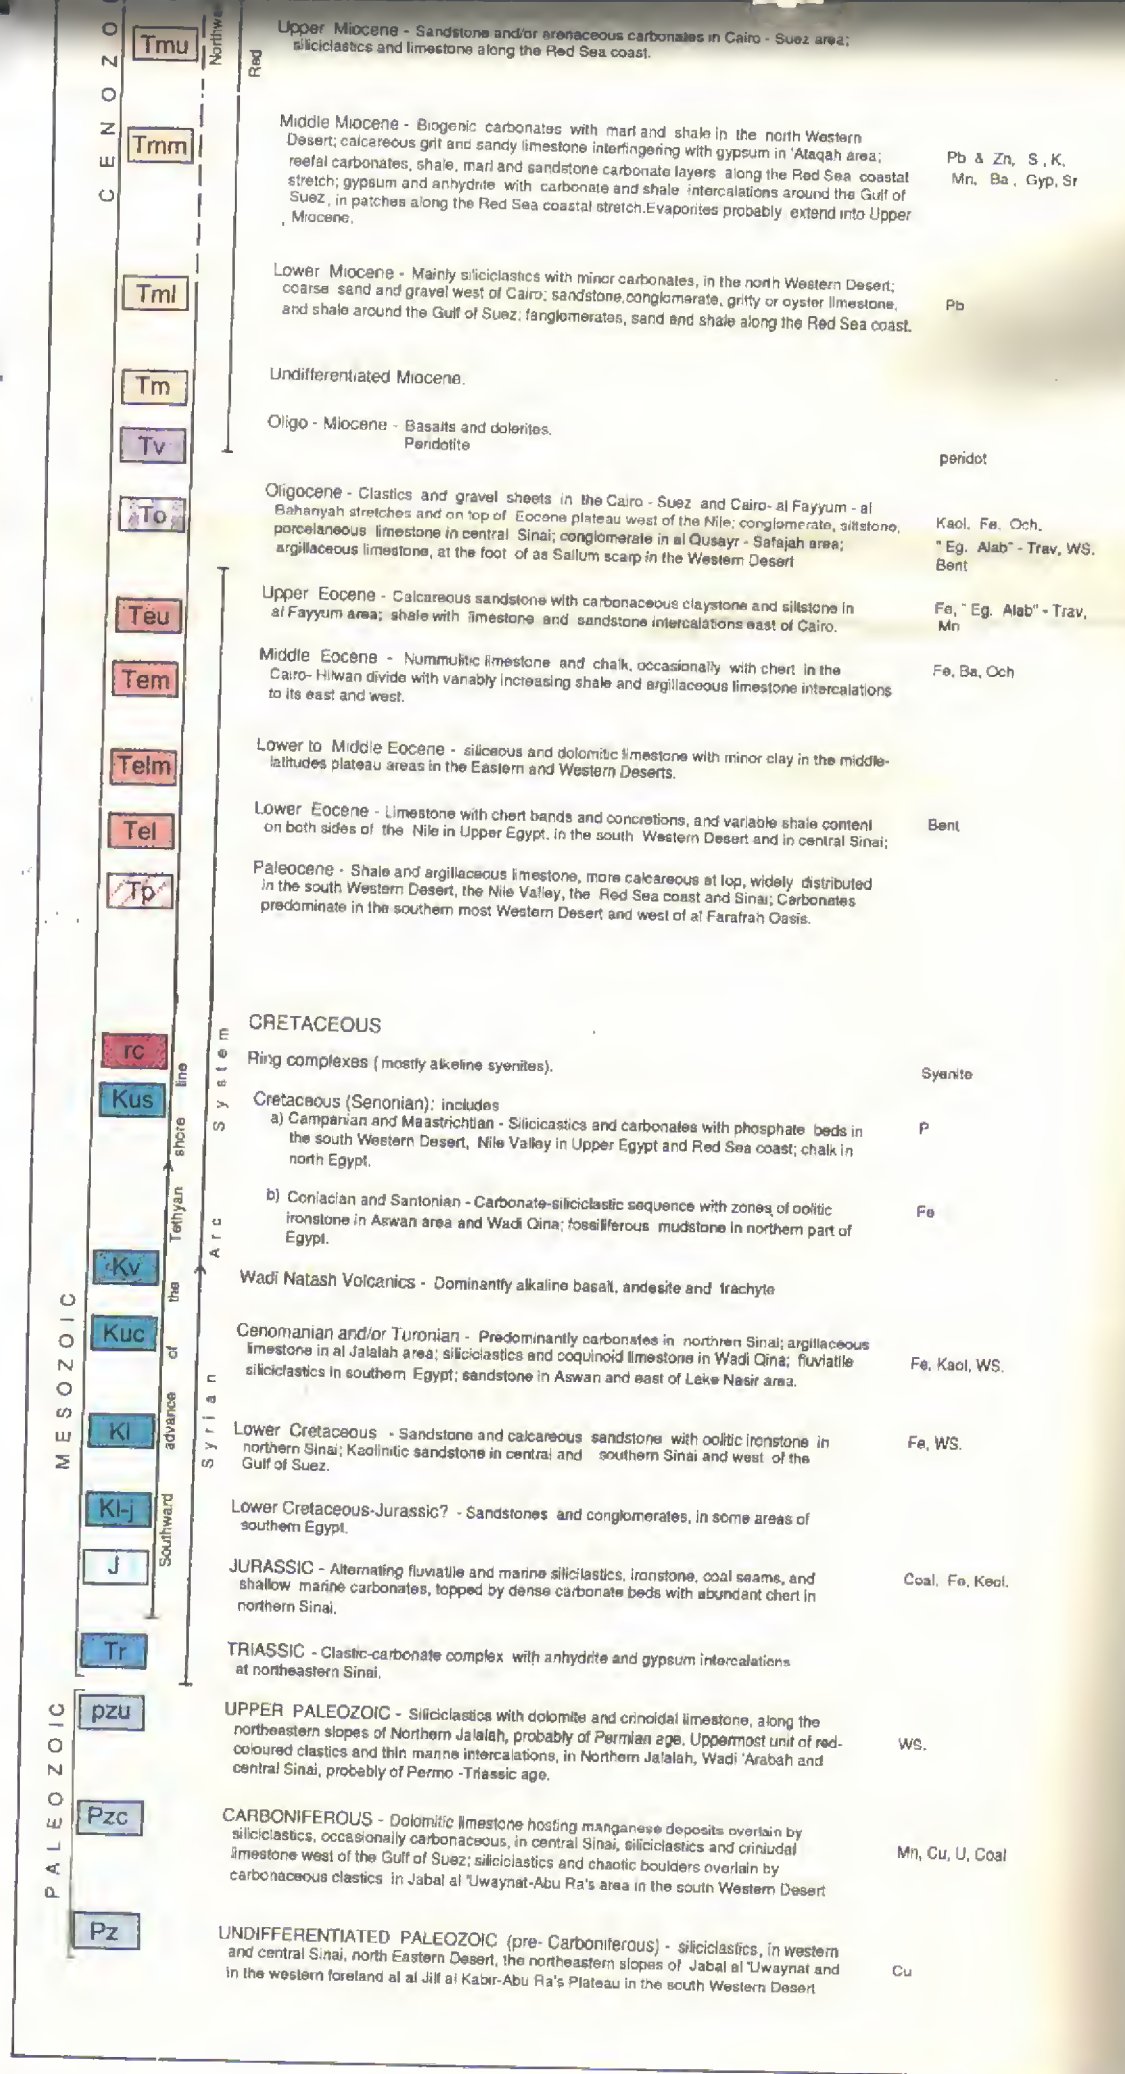 CENOZO
Northwe
Red
Tmu
Upper Miocene - Sandstone and/or arenaceous carbonates in Cairo - Suez area;
siliciclastics and limestone along the Red Sea coast.
Tmm
Middle Miocene - Biogenic carbonates with marl and shale in the north Western
Desert; calcareous grit and sandy limestone interfingering with gypsum in 'Ataqah area;
reefal carbonates, shale, marl and sandstone carbonate layers along the Red Sea coastal
stretch; gypsum and anhydrite with carbonate and shale intercalations around the Gulf of
Suez, in patches along the Red Sea coastal stretch.Evaporites probably extend into Upper
Miocene.
Pb & Zn, S, K,
Mn, Ba, Gyp, Sr
Tml
Lower Miocene - Mainly siliciclastics with minor carbonates, in the north Western Desert;
coarse sand and gravel west of Cairo; sandstone,conglomerate, gritty or oyster limestone,
and shale around the Gulf of Suez; fanglomerates, sand and shale along the Red Sea coast.
Pb
Tm
Undifferentiated Miocene.
Tv
Oligo - Miocene - Basalts and dolerites.
Peridotite
peridot
To
Oligocene - Clastics and gravel sheets in the Cairo - Suez and Cairo- al Fayyum - al
Bahariyah stretches and on top of Eocene plateau west of the Nile; conglomerate, siltstone,
porcelaneous limestone in central Sinai; conglomerate in al Qusayr - Safajah area;
argillaceous limestone, at the foot of as Sallum scarp in the Western Desert
Kaol. Fe. Och.
" Eg. Alab" - Trav, WS.
Bent
Teu
Upper Eocene - Calcareous sandstone with carbonaceous claystone and siltstone in
al Fayyum area; shale with limestone and sandstone intercalations east of Cairo.
Fe, " Eg. Alab" - Trav,
Mn
Tem
Middle Eocene - Nummulitic limestone and chalk, occasionally with chert in the
Cairo- Hilwan divide with variably increasing shale and argillaceous limestone intercalations
to its east and west.
Fe, Ba, Och
Telm
Lower to Middle Eocene - siliceous and dolomitic limestone with minor clay in the middle-
latitudes plateau areas in the Eastern and Western Deserts.
Tel
Lower Eocene - Limestone with chert bands and concretions, and variable shale content
on both sides of the Nile in Upper Egypt. in the south Western Desert and in central Sinai;
Bent
Tp
Paleocene - Shale and argillaceous limestone, more calcareous at top, widely distributed
in the south Western Desert, the Nile Valley, the Red Sea coast and Sinai; Carbonates
predominate in the southern most Western Desert and west of al Farafrah Oasis.
MESOZOIC
Southward advance of the Tethyan shore line
Syrian Arc System
CRETACEOUS
rc
Ring complexes (mostly alkeline syenites).
Syenite
Kus
Cretaceous (Senonian): includes
a) Campanian and Maastrichtian - Silicicastics and carbonates with phosphate beds in
the south Western Desert, Nile Valley in Upper Egypt and Red Sea coast; chalk in
north Egypt.
P
b) Coniacian and Santonian - Carbonate-siliciclastic sequence with zones of oolitic
ironstone in Aswan area and Wadi Qina; fossiliferous mudstone in northern part of
Egypt.
Fe
Kv
Wadi Natash Volcanics - Dominantly alkaline basalt, andesite and trachyte
Kuc
Cenomanian and/or Turonian - Predominantly carbonates in northren Sinai; argillaceous
limestone in al Jalalah area; siliciclastics and coquinoid limestone in Wadi Qina; fluviatile
siliciclastics in southern Egypt; sandstone in Aswan and east of Lake Nasir area.
Fe, Kaol, WS.
Kl
Lower Cretaceous - Sandstone and calcareous sandstone with oolitic ironstone in
northern Sinai; Kaolinitic sandstone in central and southern Sinai and west of the
Gulf of Suez.
Fe, WS.
Kl-j
Lower Cretaceous-Jurassic? - Sandstones and conglomerates, in some areas of
southern Egypt.
J
JURASSIC - Alternating fluviatile and marine silicilastics, ironstone, coal seams, and
shallow marine carbonates, topped by dense carbonate beds with abundant chert in
northern Sinai.
Coal, Fe, Kaol.
Tr
TRIASSIC - Clastic-carbonate complex with anhydrite and gypsum intercalations
at northeastern Sinai.
PALEOZOIC
pzu
UPPER PALEOZOIC - Siliciclastics with dolomite and crinoidal limestone, along the
northeastern slopes of Northern Jalalah, probably of Permian age. Uppermost unit of red-
coloured clastics and thin marine intercalations, in Northern Jalalah, Wadi 'Arabah and
central Sinai, probably of Permo -Triassic age.
WS.
Pzc
CARBONIFEROUS - Dolomitic limestone hosting manganese deposits overlain by
siliciclastics, occasionally carbonaceous, in central Sinai, siliciclastics and criniudal
limestone west of the Gulf of Suez; siliciclastics and chaotic boulders overlain by
carbonaceous clastics in Jabal al 'Uwaynat-Abu Ra's area in the south Western Desert
Mn, Cu, U, Coal
Pz
UNDIFFERENTIATED PALEOZOIC (pre- Carboniferous) - siliciclastics, in western
and central Sinai, north Eastern Desert, the northeastern slopes of Jabal al 'Uwaynat and
in the western foreland al al Jilf al Kabir-Abu Ra's Plateau in the south Western Desert
Cu